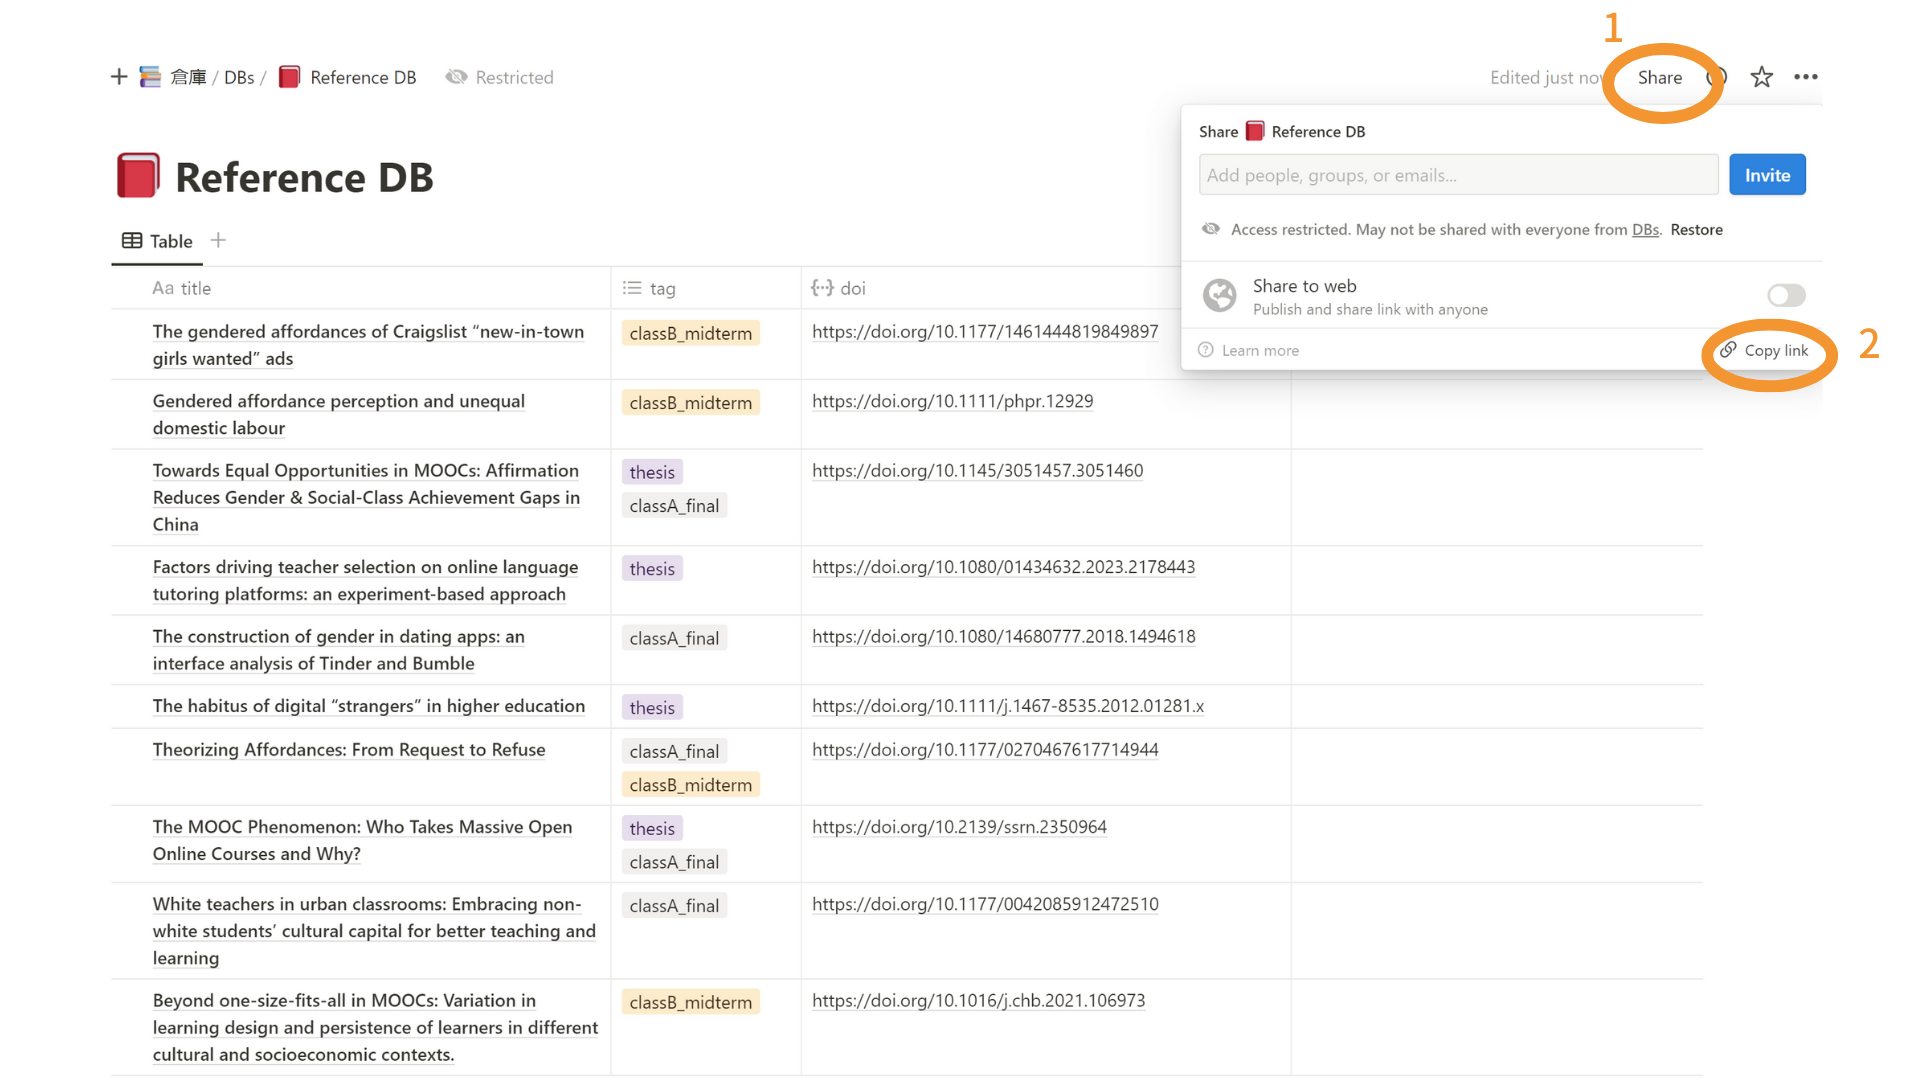 1
倉庫 / DBs / Reference DB Restricted
Edited just now Share
Share Reference DB
Add people, groups, or emails... Invite
Access restricted. May not be shared with everyone from DBs. Restore
Share to web
Publish and share link with anyone
Learn more Copy link 2
Reference DB
Table
Aa title tag doi
The gendered affordances of Craigslist “new-in-town
girls wanted” ads
classB_midterm
https://doi.org/10.1177/1461444819849897
Gendered affordance perception and unequal
domestic labour
classB_midterm
https://doi.org/10.1111/phpr.12929
Towards Equal Opportunities in MOOCs: Affirmation
Reduces Gender & Social-Class Achievement Gaps in
China
thesis
classA_final
https://doi.org/10.1145/3051457.3051460
Factors driving teacher selection on online language
tutoring platforms: an experiment-based approach
thesis
https://doi.org/10.1080/01434632.2023.2178443
The construction of gender in dating apps: an
interface analysis of Tinder and Bumble
classA_final
https://doi.org/10.1080/14680777.2018.1494618
The habitus of digital “strangers” in higher education
thesis
https://doi.org/10.1111/j.1467-8535.2012.01281.x
Theorizing Affordances: From Request to Refuse
classA_final
classB_midterm
https://doi.org/10.1177/0270467617714944
The MOOC Phenomenon: Who Takes Massive Open
Online Courses and Why?
thesis
classA_final
https://doi.org/10.2139/ssrn.2350964
White teachers in urban classrooms: Embracing non-
white students’ cultural capital for better teaching and
learning
classA_final
https://doi.org/10.1177/0042085912472510
Beyond one-size-fits-all in MOOCs: Variation in
learning design and persistence of learners in different
cultural and socioeconomic contexts.
classB_midterm
https://doi.org/10.1016/j.chb.2021.106973